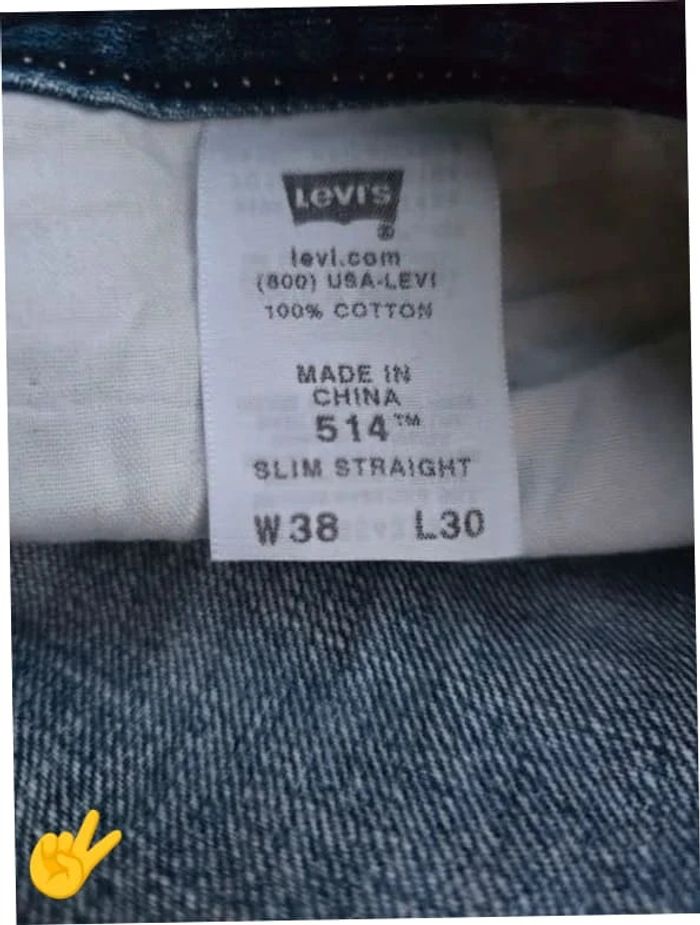 LEVI'S
®
levi.com
(800) USA-LEVI
100% COTTON
MADE IN
CHINA
514™
SLIM STRAIGHT
W38 L30